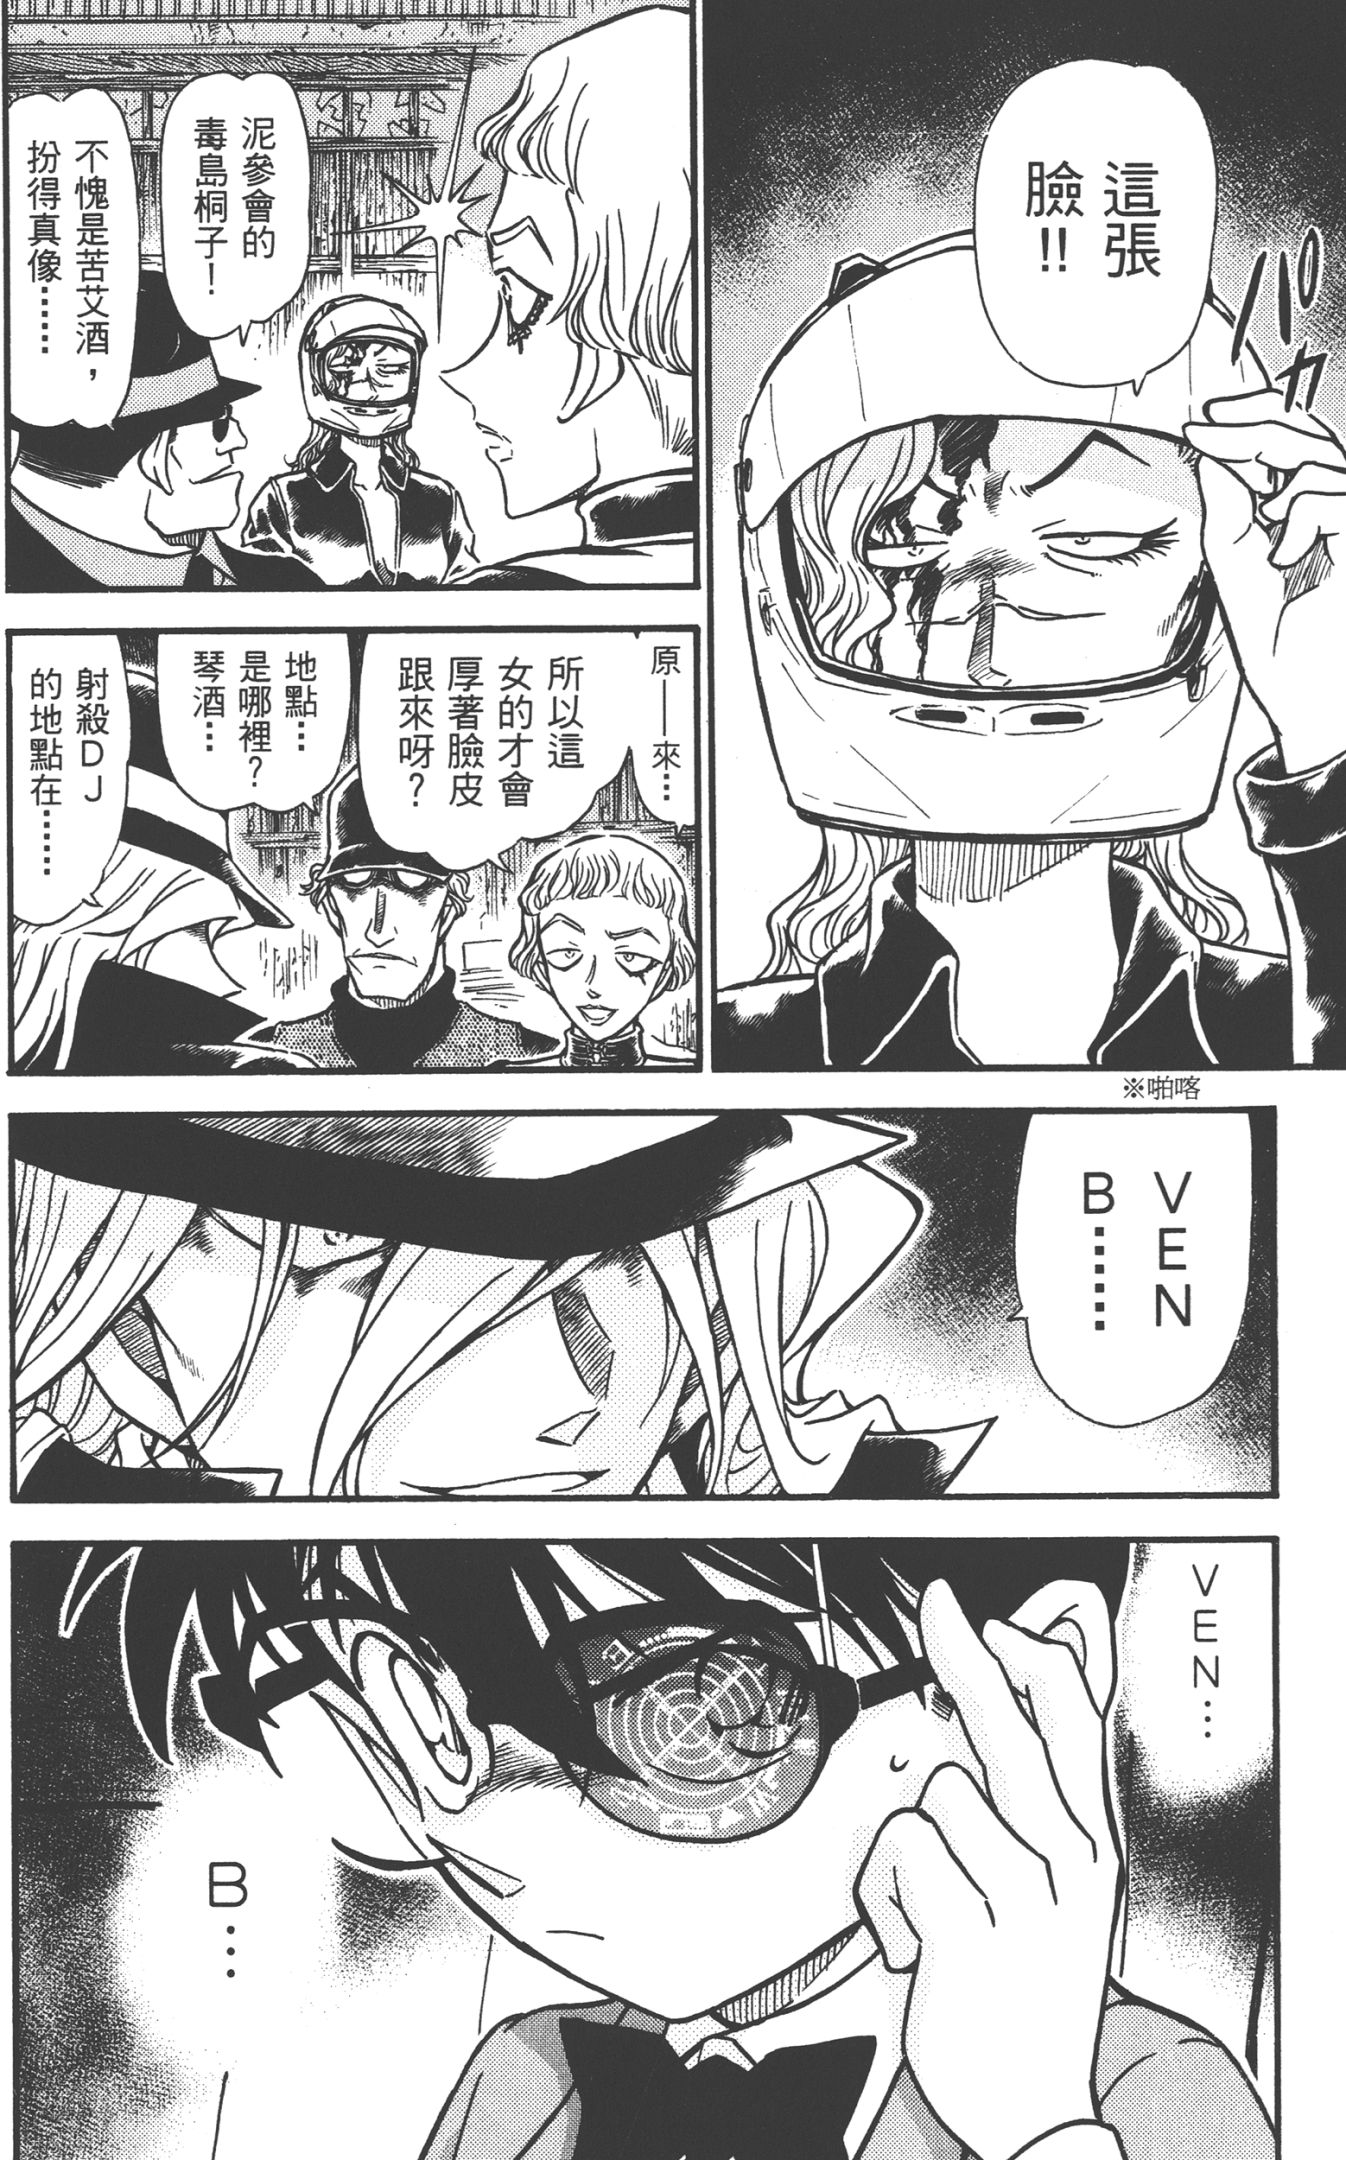 這張
臉!!
パカ
※啪喀
泥參會的
毒島桐子！
不愧是苦艾酒，
扮得真像……
原——來…
所以這
女的才會
厚著臉皮
跟來呀？
地點…
是哪裡？
琴酒…
射殺DJ
的地點在……
VEN
B………
VEN…
B…